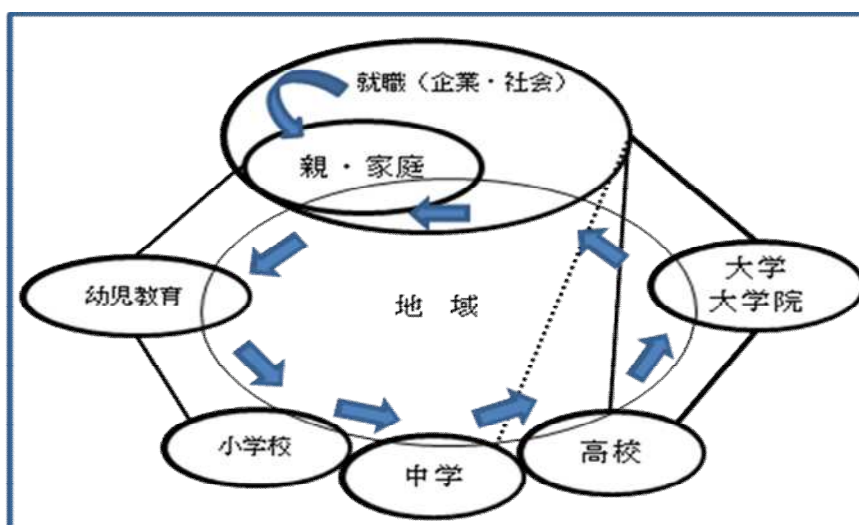 就職（企業・社会）
親・家庭
幼児教育
地域
大学
大学院
小学校
中学
高校